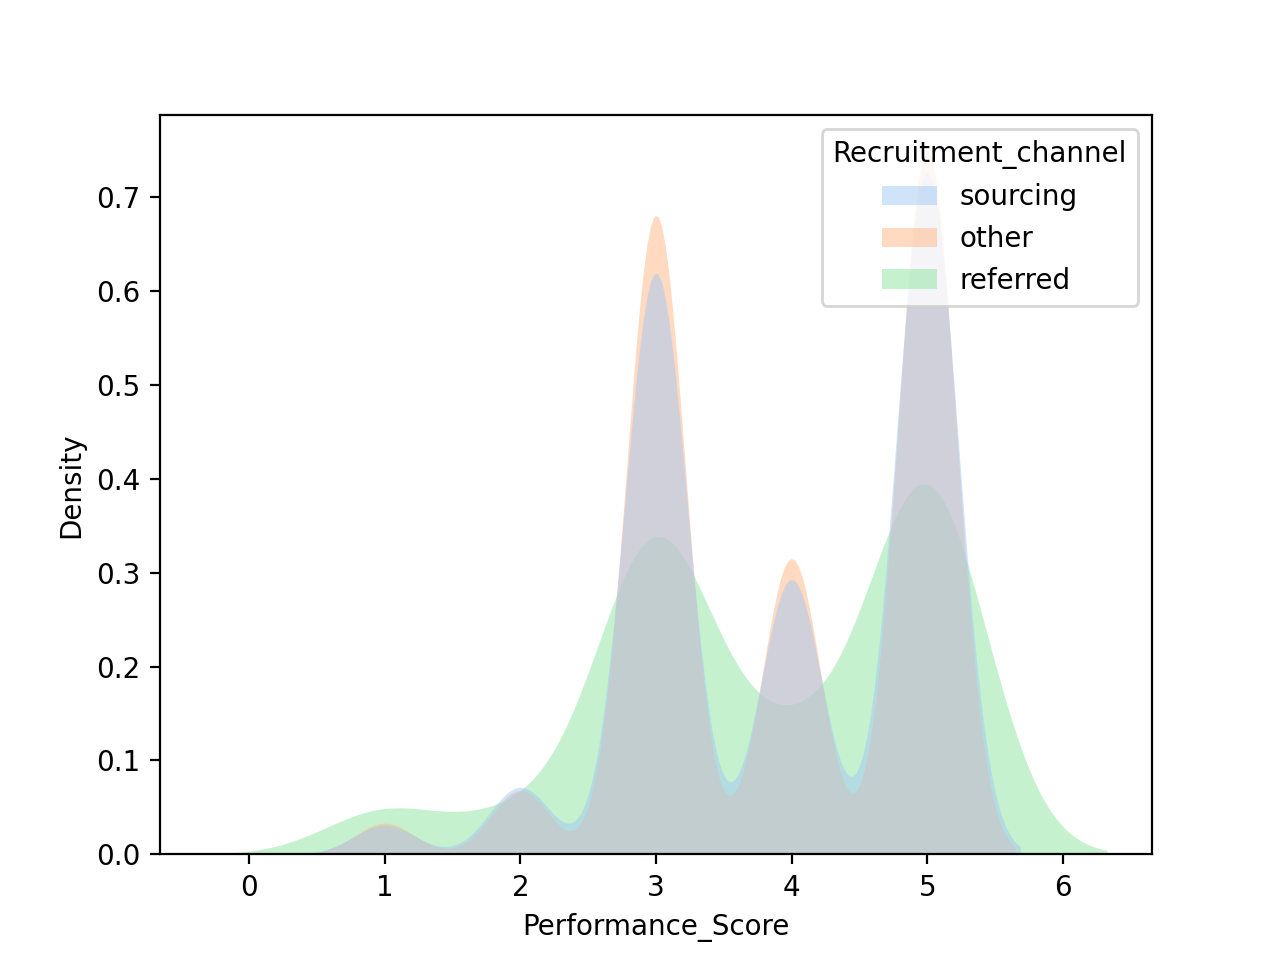 Recruitment_channel
sourcing
other
referred
0.7
0.6
0.5
0.4
0.3
0.2
0.1
0.0
Density
0 1 2 3 4 5 6
Performance_Score